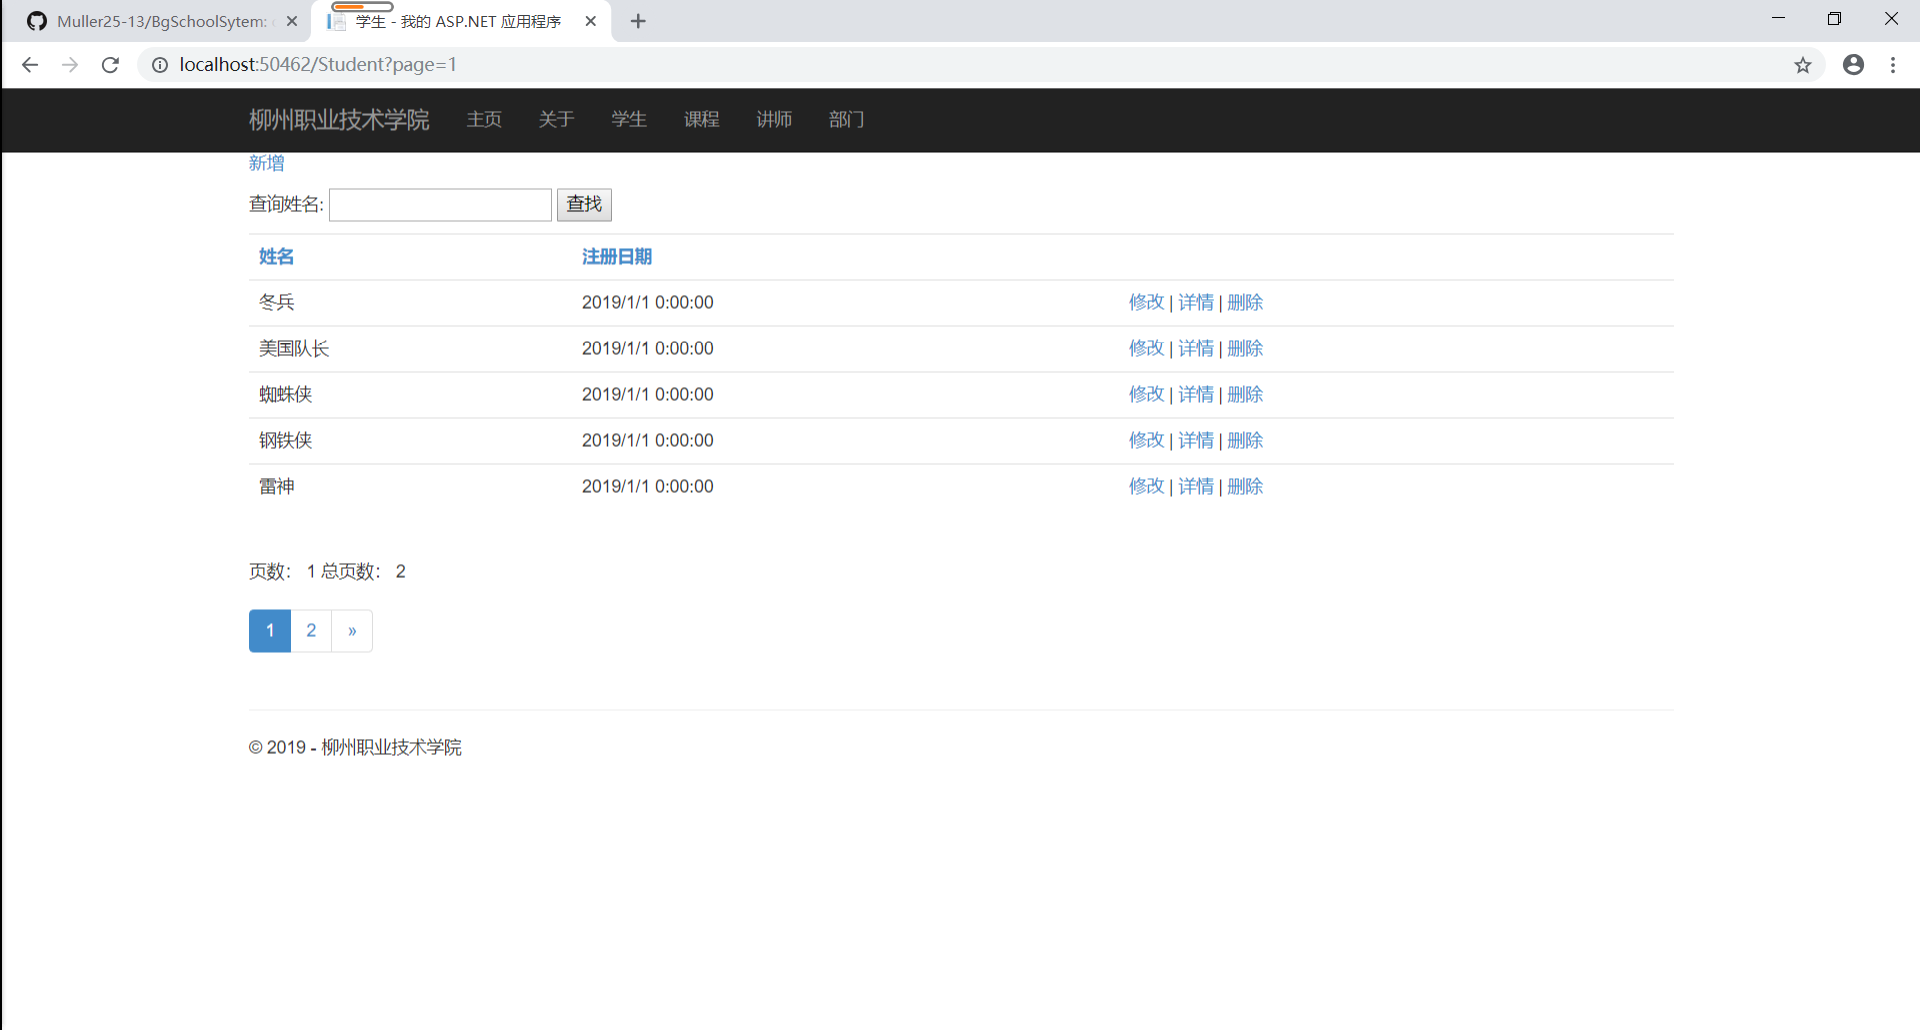 Muller25-13/BgSchoolSytem:
学生 - 我的 ASP.NET 应用程序
localhost:50462/Student?page=1
柳州职业技术学院 主页 关于 学生 课程 讲师 部门
新增
查询姓名: 查找
姓名 注册日期
冬兵 2019/1/1 0:00:00 修改 | 详情 | 删除
美国队长 2019/1/1 0:00:00 修改 | 详情 | 删除
蜘蛛侠 2019/1/1 0:00:00 修改 | 详情 | 删除
钢铁侠 2019/1/1 0:00:00 修改 | 详情 | 删除
雷神 2019/1/1 0:00:00 修改 | 详情 | 删除
页数： 1 总页数： 2
1 2 »
© 2019 - 柳州职业技术学院